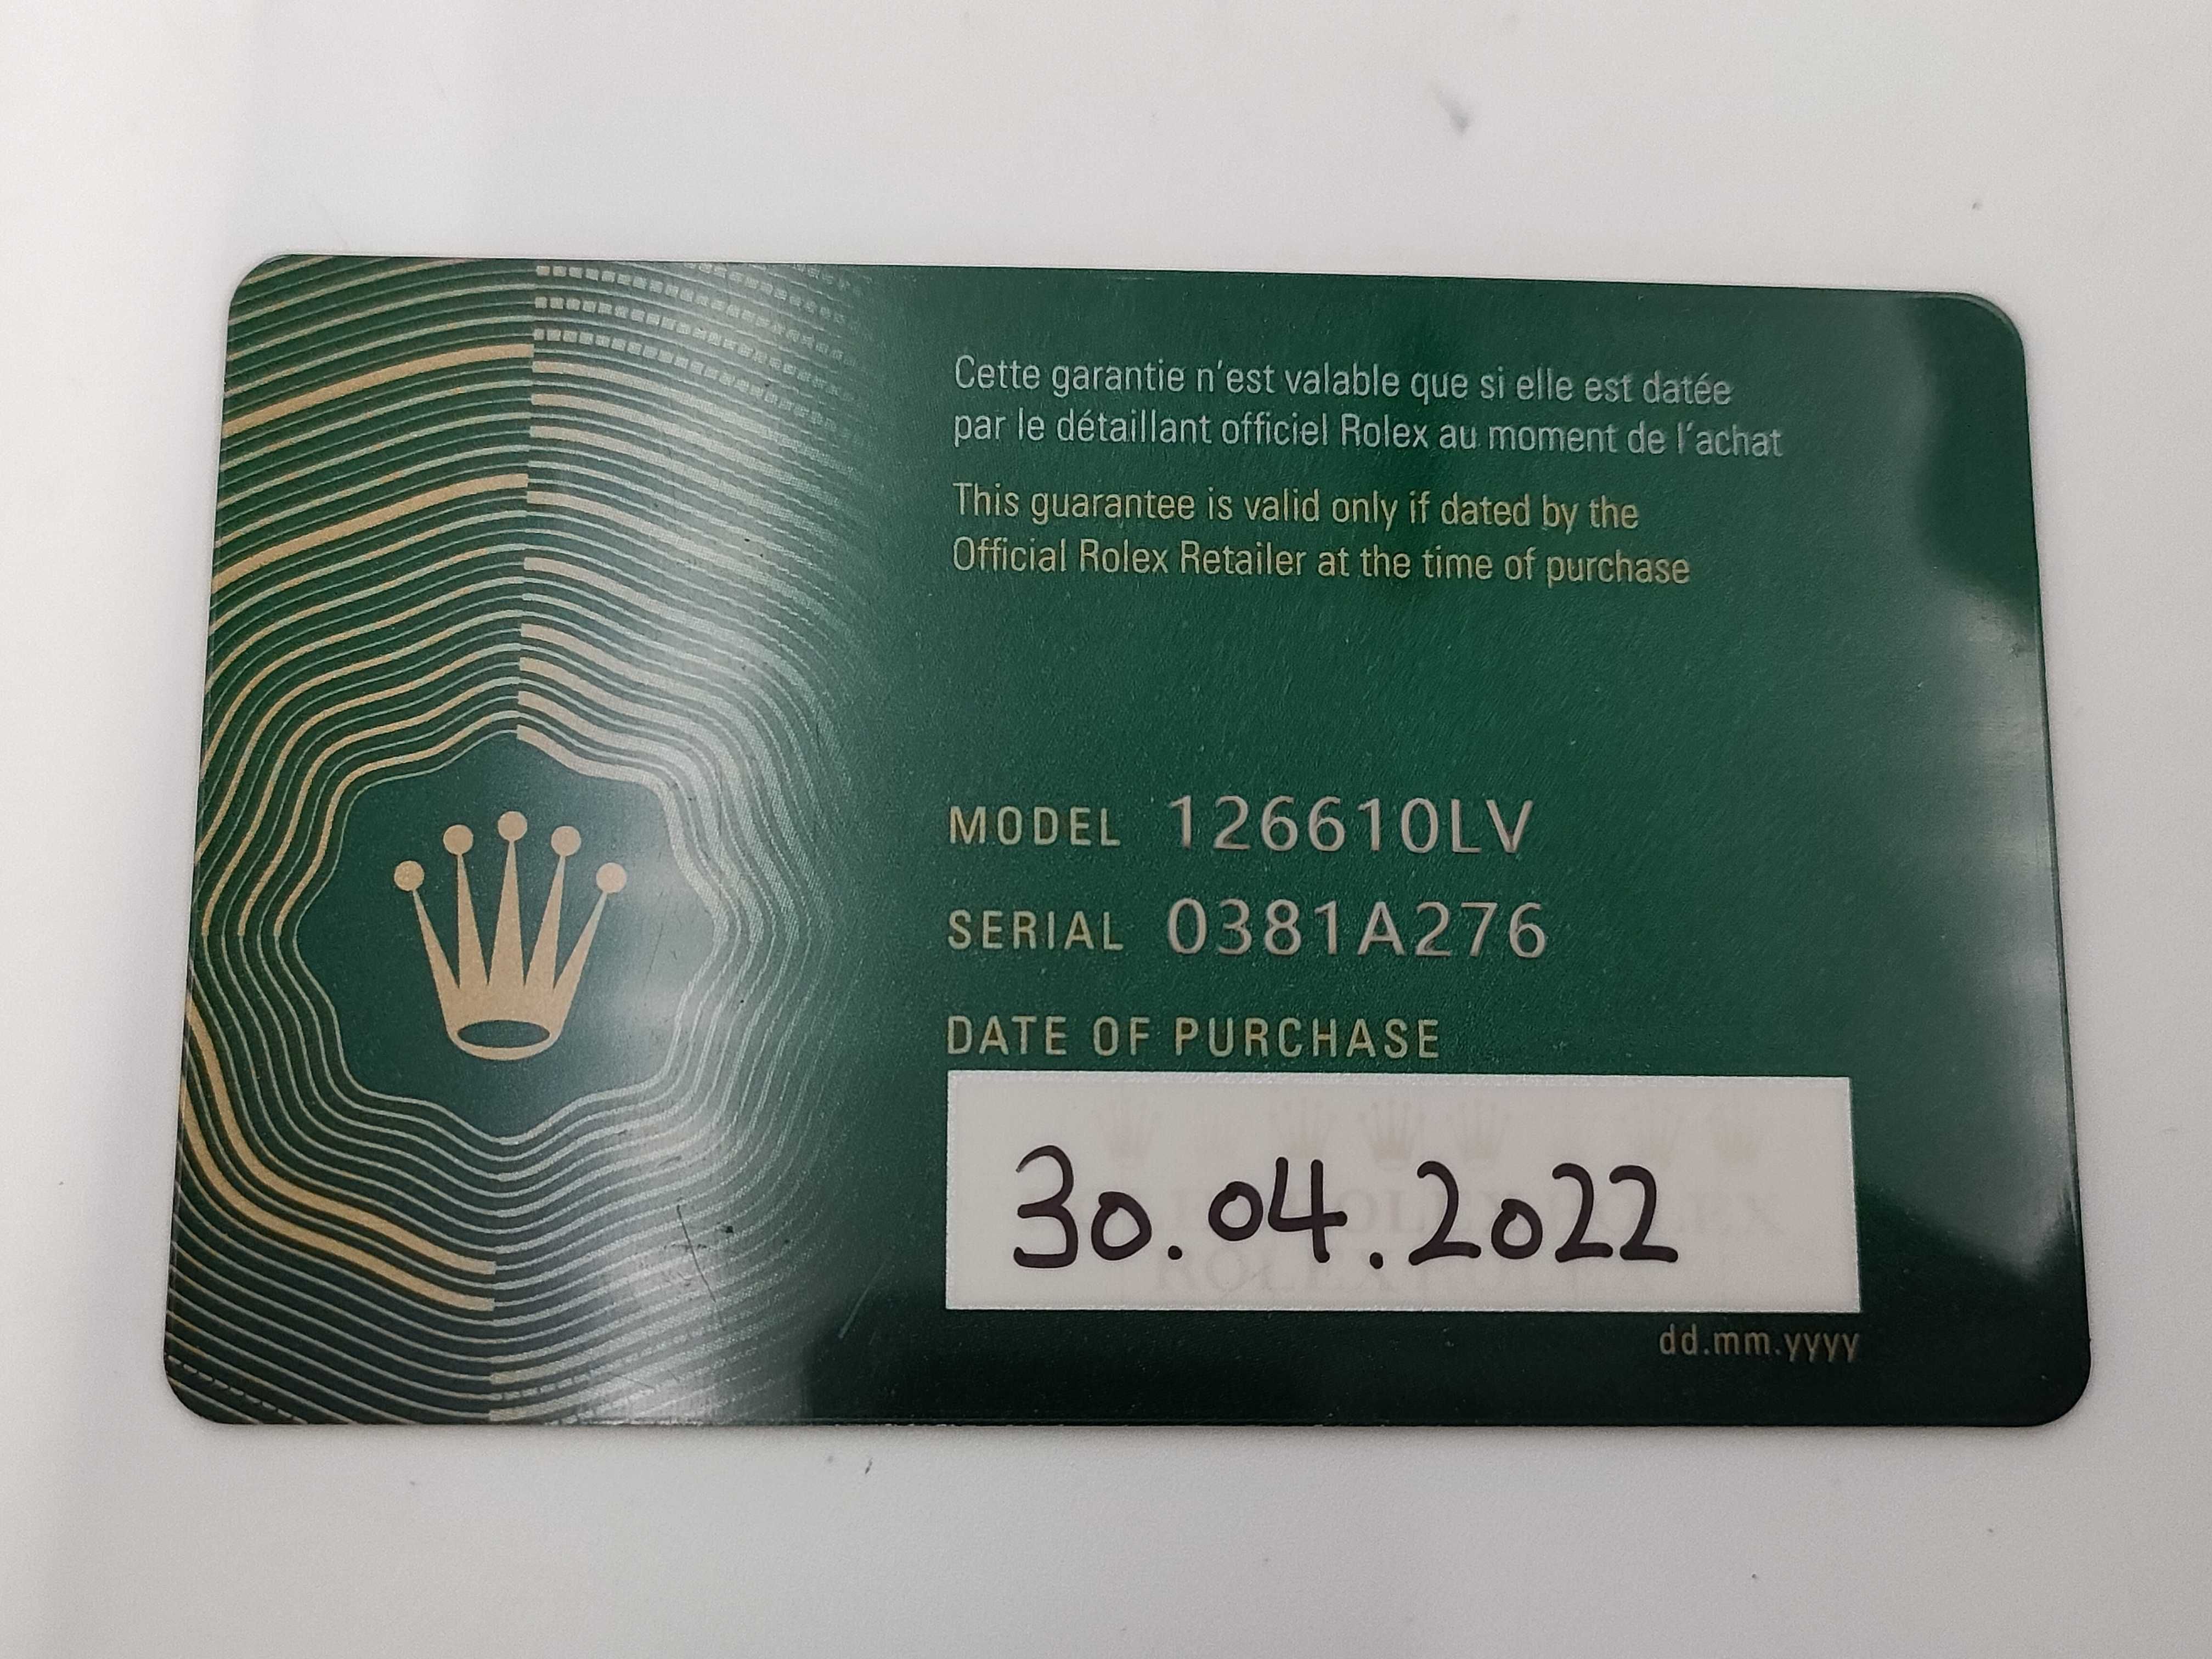 Cette garantie n'est valable que si elle est datée
par le détaillant officiel Rolex au moment de l'achat
This guarantee is valid only if dated by the
Official Rolex Retailer at the time of purchase
MODEL 126610LV
SERIAL 0381A276
DATE OF PURCHASE
30.04.2022
dd.mm.yyyy